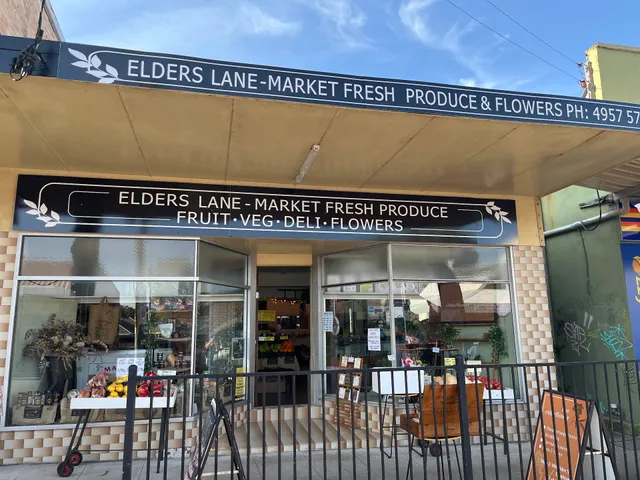 ELDERS LANE-MARKET FRESH PRODUCE & FLOWERS PH: 4957 57
ELDERS LANE - MARKET FRESH PRODUCE
FRUIT·VEG·DELI·FLOWERS